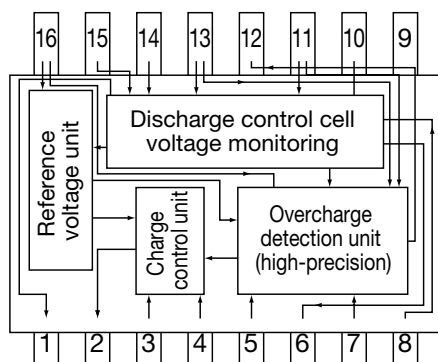 16 15 14 13 12 11 10 9
Discharge control cell
voltage monitoring
Reference
voltage unit
Charge
control unit
Overcharge
detection unit
(high-precision)
1 2 3 4 5 6 7 8